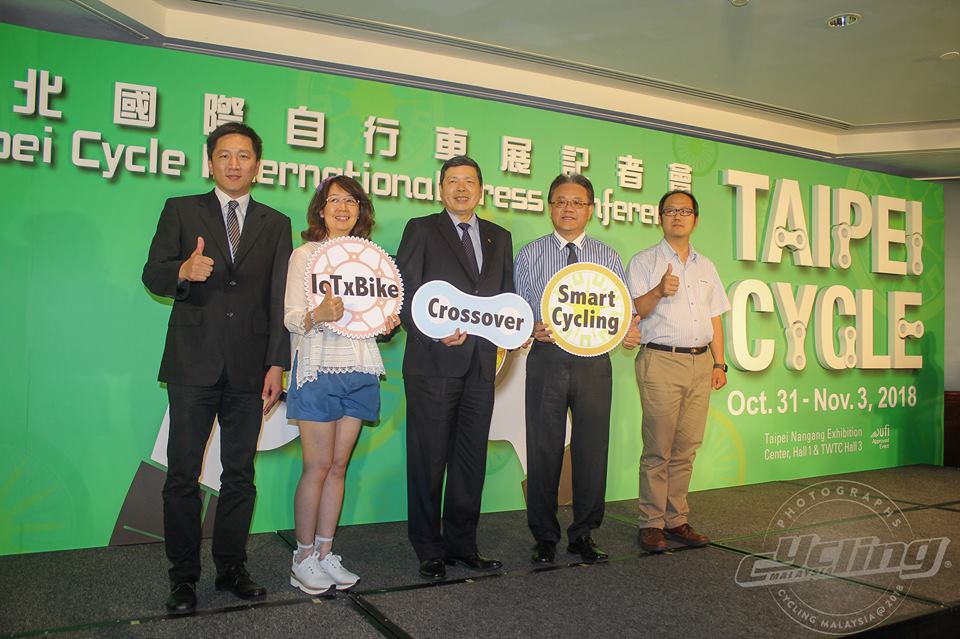 北國際自行車展記者會
pei Cycle International Press Conference
IoTxBike
Crossover
Smart
Cycling
TAIPEI
CYCLE
Oct. 31 - Nov. 3, 2018
Taipei Nangang Exhibition
Center, Hall 1 & TWTC Hall 3
ufi
Approved
Event
PHOTOGRAPHS
cycling
MALAYSIA
CYCLING MALAYSIA @ 2018